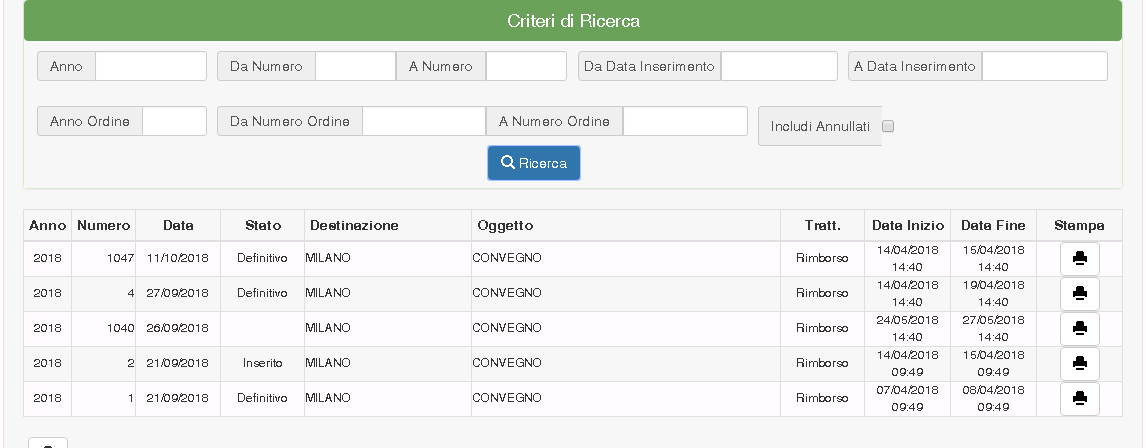 Criteri di Ricerca
Anno Da Numero A Numero Da Data Inserimento A Data Inserimento
Anno Ordine Da Numero Ordine A Numero Ordine Includi Annullati
Ricerca
Anno Numero Data Stato Destinazione Oggetto Tratt. Data Inizio Data Fine Stampa
2018 1047 11/10/2018 Definitivo MILANO CONVEGNO Rimborso 14/04/2018 14:40 15/04/2018 14:40
2018 4 27/09/2018 Definitivo MILANO CONVEGNO Rimborso 14/04/2018 14:40 19/04/2018 14:40
2018 1040 26/09/2018 MILANO CONVEGNO Rimborso 24/05/2018 14:40 27/05/2018 14:40
2018 2 21/09/2018 Inserito MILANO CONVEGNO Rimborso 14/04/2018 09:49 15/04/2018 09:49
2018 1 21/09/2018 Definitivo MILANO CONVEGNO Rimborso 07/04/2018 09:49 08/04/2018 09:49